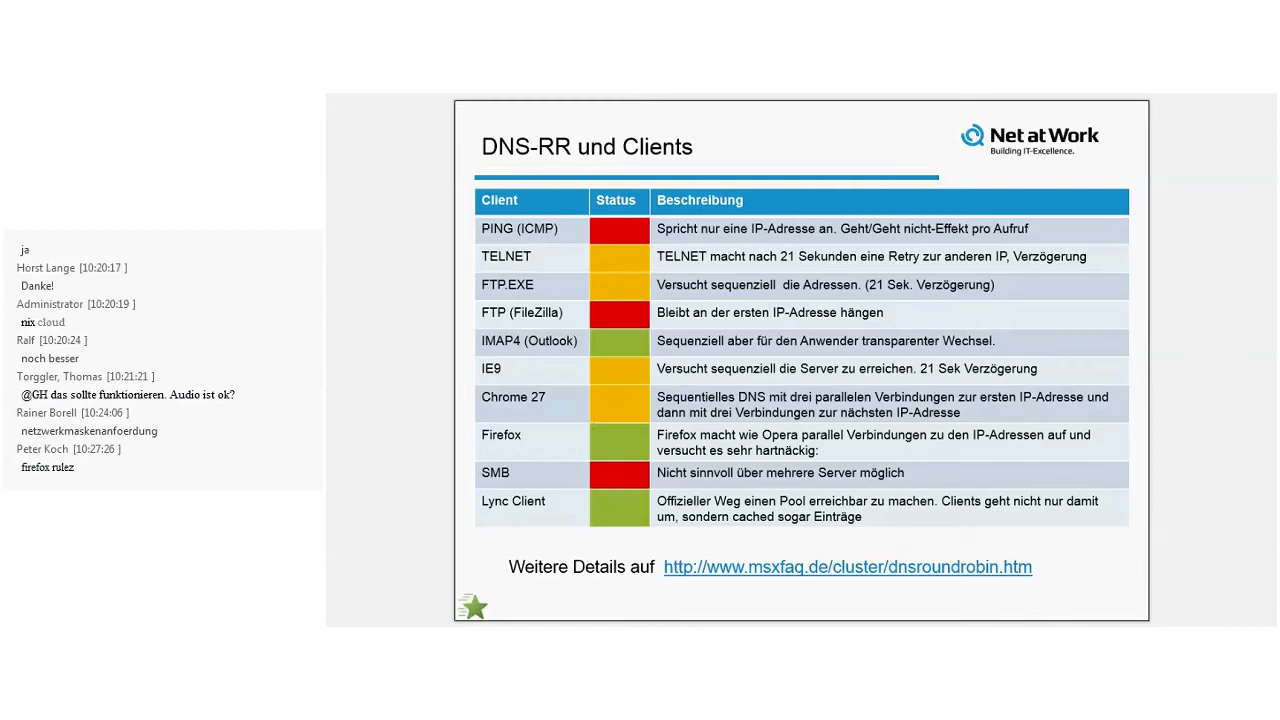 ja
Horst Lange [10:20:17 ]
Danke!
Administrator [10:20:19 ]
nix cloud
Ralf [10:20:24 ]
noch besser
Torggler, Thomas [10:21:21 ]
@GH das sollte funktionieren. Audio ist ok?
Rainer Borell [10:24:06 ]
netzwerkmaskenanfoerdung
Peter Koch [10:27:26 ]
firefox rulez
DNS-RR und Clients
Net at Work
Building IT-Excellence.
Client Status Beschreibung
PING (ICMP) Spricht nur eine IP-Adresse an. Geht/Geht nicht-Effekt pro Aufruf
TELNET TELNET macht nach 21 Sekunden eine Retry zur anderen IP, Verzögerung
FTP.EXE Versucht sequenziell die Adressen. (21 Sek. Verzögerung)
FTP (FileZilla) Bleibt an der ersten IP-Adresse hängen
IMAP4 (Outlook) Sequenziell aber für den Anwender transparenter Wechsel.
IE9 Versucht sequenziell die Server zu erreichen. 21 Sek Verzögerung
Chrome 27 Sequentielles DNS mit drei parallelen Verbindungen zur ersten IP-Adresse und
dann mit drei Verbindungen zur nächsten IP-Adresse
Firefox Firefox macht wie Opera parallel Verbindungen zu den IP-Adressen auf und
versucht es sehr hartnäckig:
SMB Nicht sinnvoll über mehrere Server möglich
Lync Client Offizieller Weg einen Pool erreichbar zu machen. Clients geht nicht nur damit
um, sondern cached sogar Einträge
Weitere Details auf http://www.msxfaq.de/cluster/dnsroundrobin.htm